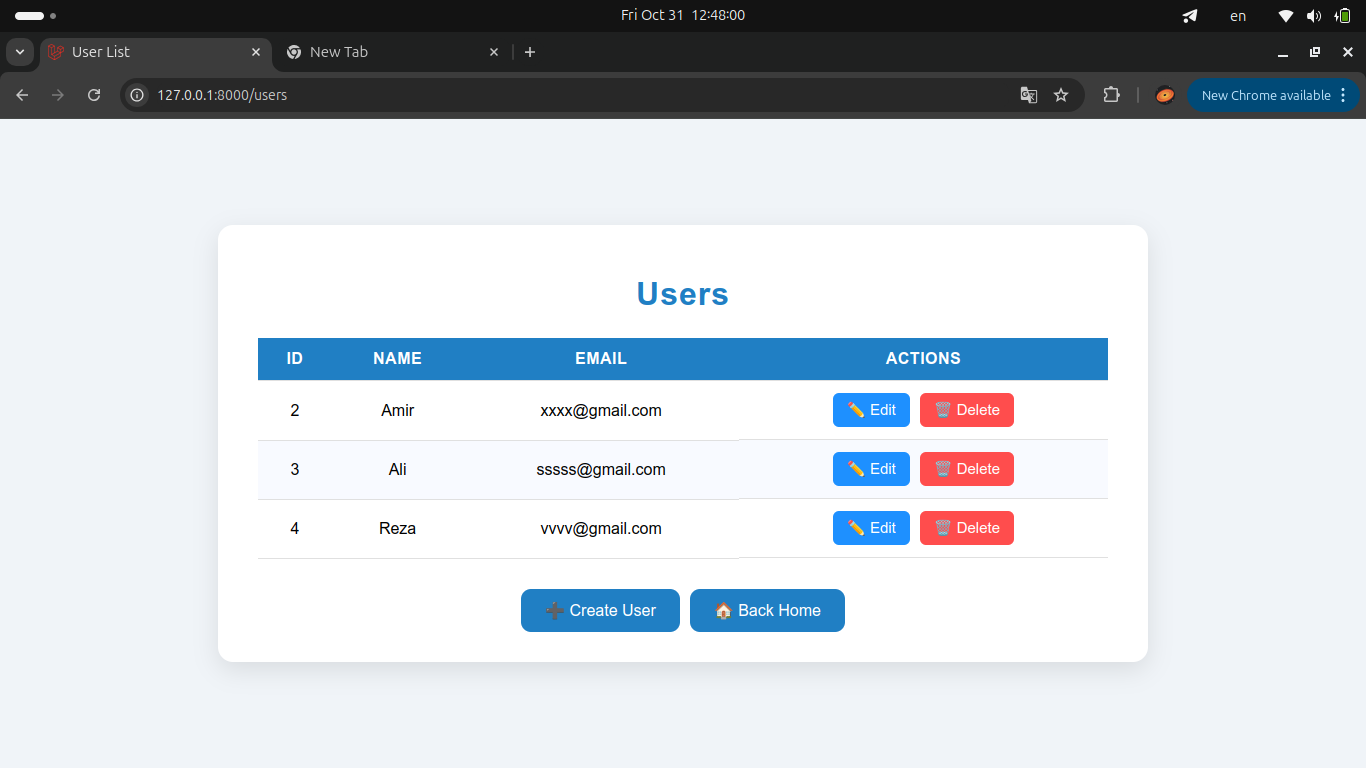 Fri Oct 31 12:48:00
en
User List
New Tab
127.0.0.1:8000/users
New Chrome available
Users
ID NAME EMAIL ACTIONS
2 Amir xxxx@gmail.com ✏️ Edit 🗑️ Delete
3 Ali sssss@gmail.com ✏️ Edit 🗑️ Delete
4 Reza vvvv@gmail.com ✏️ Edit 🗑️ Delete
➕ Create User 🏠 Back Home